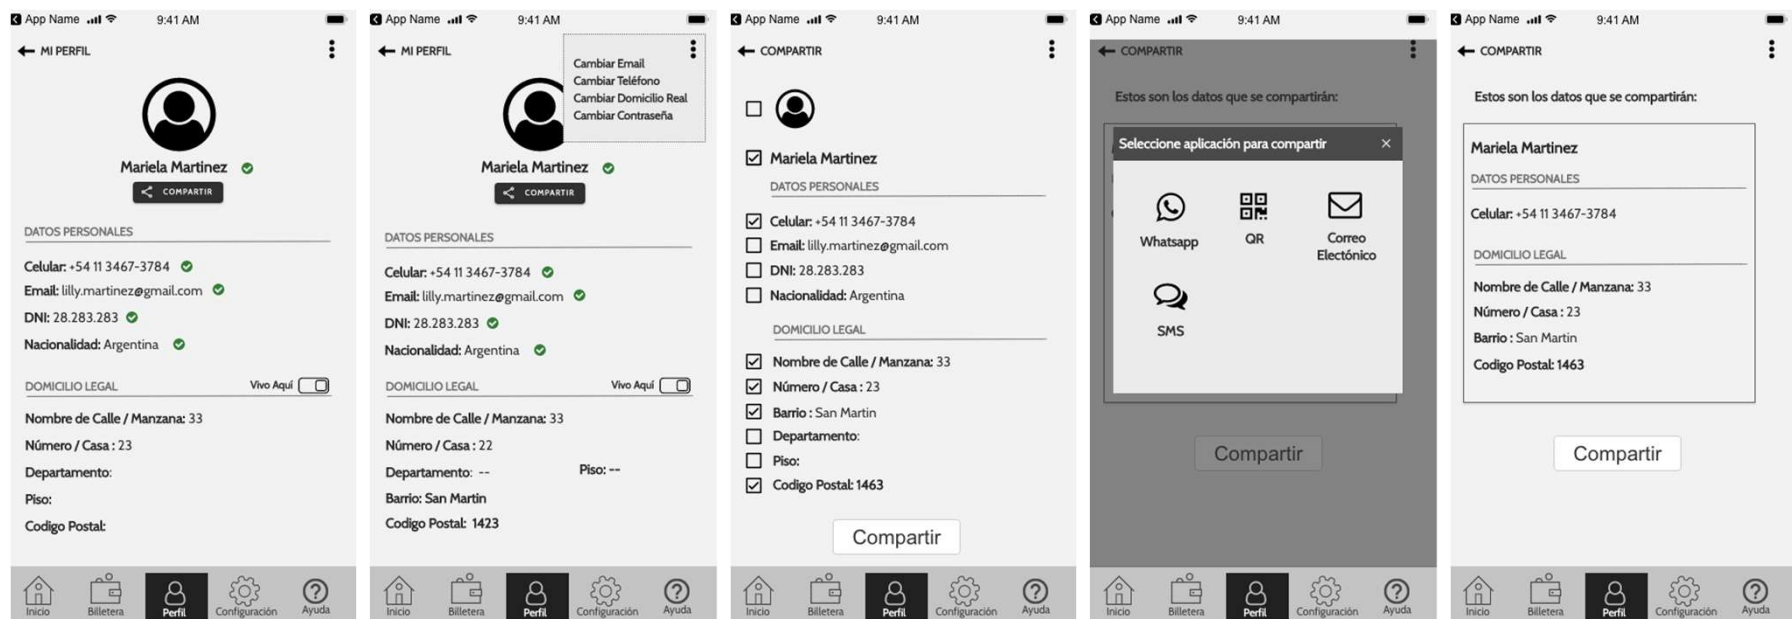 App Name
9:41 AM
MI PERFIL
Mariela Martinez
COMPARTIR
DATOS PERSONALES
Celular: +54 11 3467-3784
Email: lilly.martinez@gmail.com
DNI: 28.283.283
Nacionalidad: Argentina
DOMICILIO LEGAL Vivo Aquí
Nombre de Calle / Manzana: 33
Número / Casa : 23
Departamento:
Piso:
Codigo Postal:
Inicio Billetera Perfil Configuración Ayuda
App Name
9:41 AM
MI PERFIL
Cambiar Email
Cambiar Teléfono
Cambiar Domicilio Real
Cambiar Contraseña
Mariela Martinez
COMPARTIR
DATOS PERSONALES
Celular: +54 11 3467-3784
Email: lilly.martinez@gmail.com
DNI: 28.283.283
Nacionalidad: Argentina
DOMICILIO LEGAL Vivo Aquí
Nombre de Calle / Manzana: 33
Número / Casa : 22
Departamento: -- Piso: --
Barrio: San Martin
Codigo Postal: 1423
Inicio Billetera Perfil Configuración Ayuda
App Name
9:41 AM
COMPARTIR
Mariela Martinez
DATOS PERSONALES
Celular: +54 11 3467-3784
Email: lilly.martinez@gmail.com
DNI: 28.283.283
Nacionalidad: Argentina
DOMICILIO LEGAL
Nombre de Calle / Manzana: 33
Número / Casa : 23
Barrio : San Martin
Departamento:
Piso:
Codigo Postal: 1463
Compartir
Inicio Billetera Perfil Configuración Ayuda
App Name
9:41 AM
COMPARTIR
Estos son los datos que se compartirán:
Seleccione aplicación para compartir
Whatsapp
QR
Correo
Electónico
SMS
Compartir
Inicio Billetera Perfil Configuración Ayuda
App Name
9:41 AM
COMPARTIR
Estos son los datos que se compartirán:
Mariela Martinez
DATOS PERSONALES
Celular: +54 11 3467-3784
DOMICILIO LEGAL
Nombre de Calle / Manzana: 33
Número / Casa : 23
Barrio : San Martin
Codigo Postal: 1463
Compartir
Inicio Billetera Perfil Configuración Ayuda